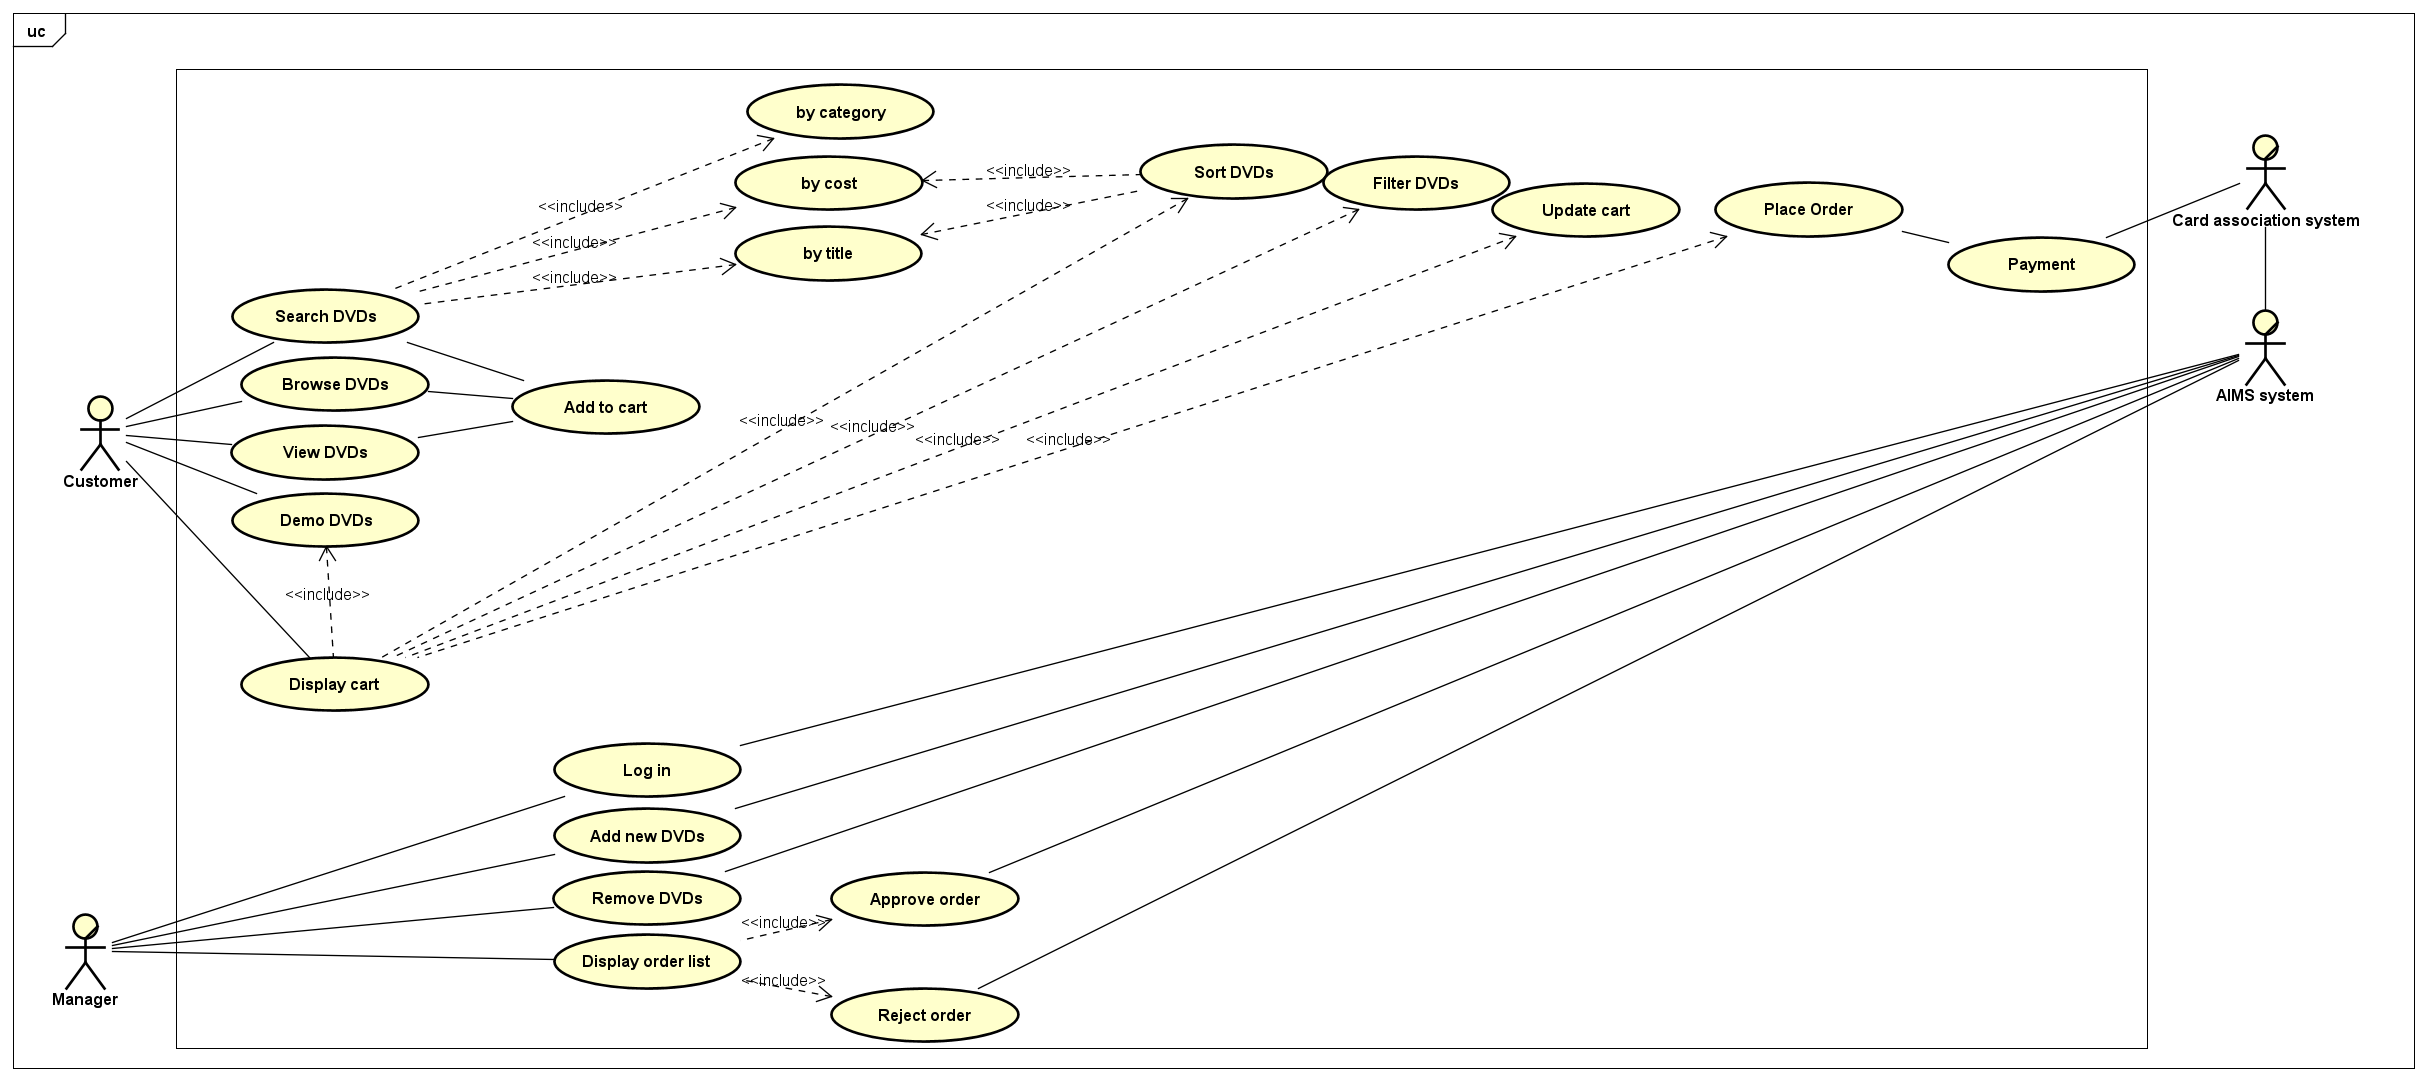 uc
by category
by cost
by title
<<include>>
<<include>>
Sort DVDs
Filter DVDs
Update cart
Place Order
Payment
Card association system
<<include>>
<<include>>
<<include>>
Search DVDs
Browse DVDs
View DVDs
Demo DVDs
Add to cart
Customer
AIMS system
<<include>>
<<include>>
<<include>>
<<include>>
<<include>>
Display cart
Log in
Add new DVDs
Remove DVDs
Display order list
<<include>>
<<include>>
Approve order
Reject order
Manager